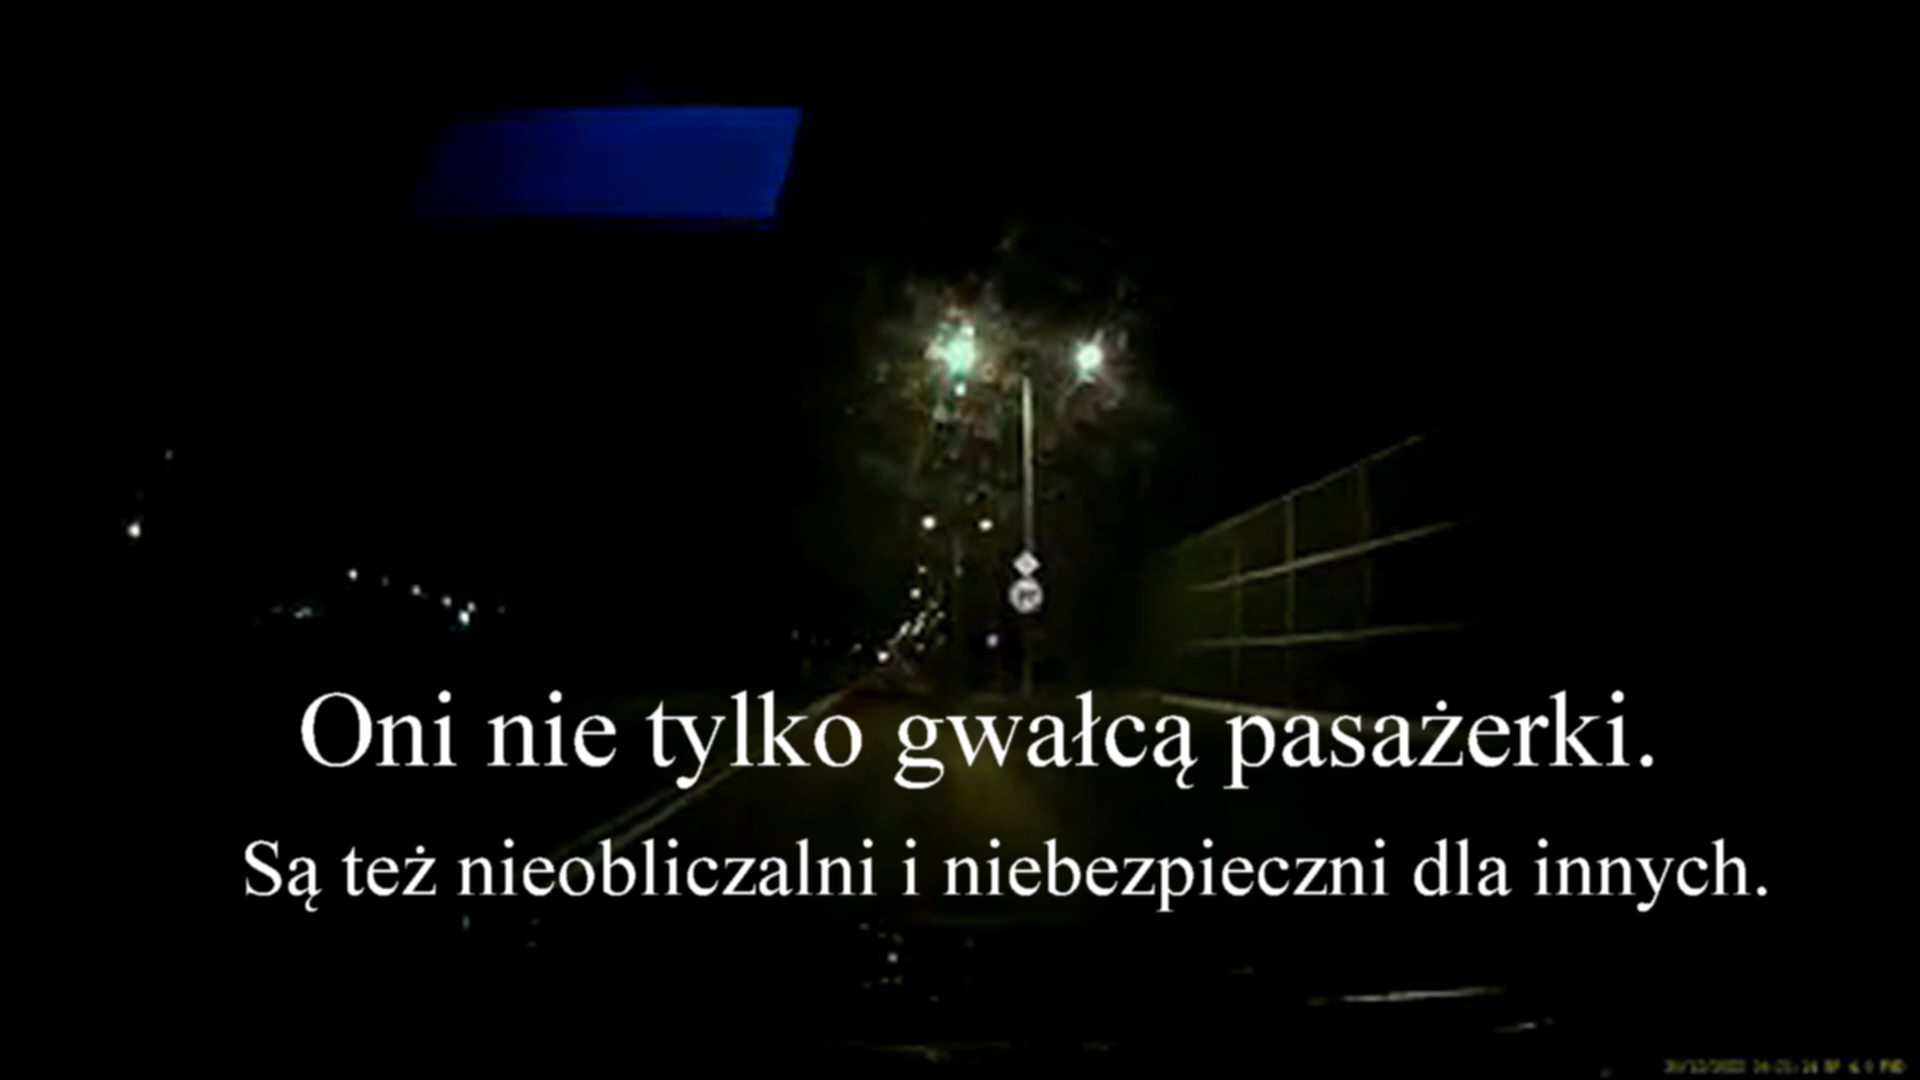 Oni nie tylko gwałcą pasażerki.
Są też nieobliczalni i niebezpieczni dla innych.